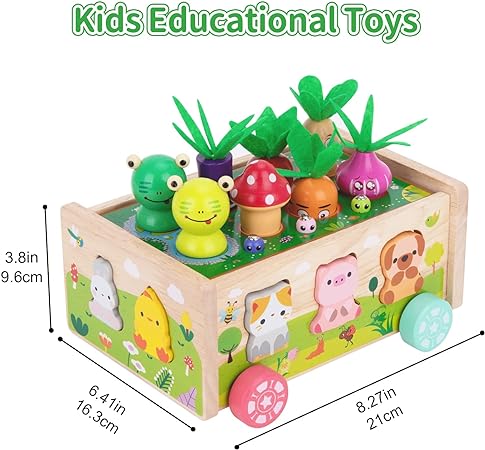 Kids Educational Toys
3.8in
9.6cm
6.41in
16.3cm
8.27in
21cm